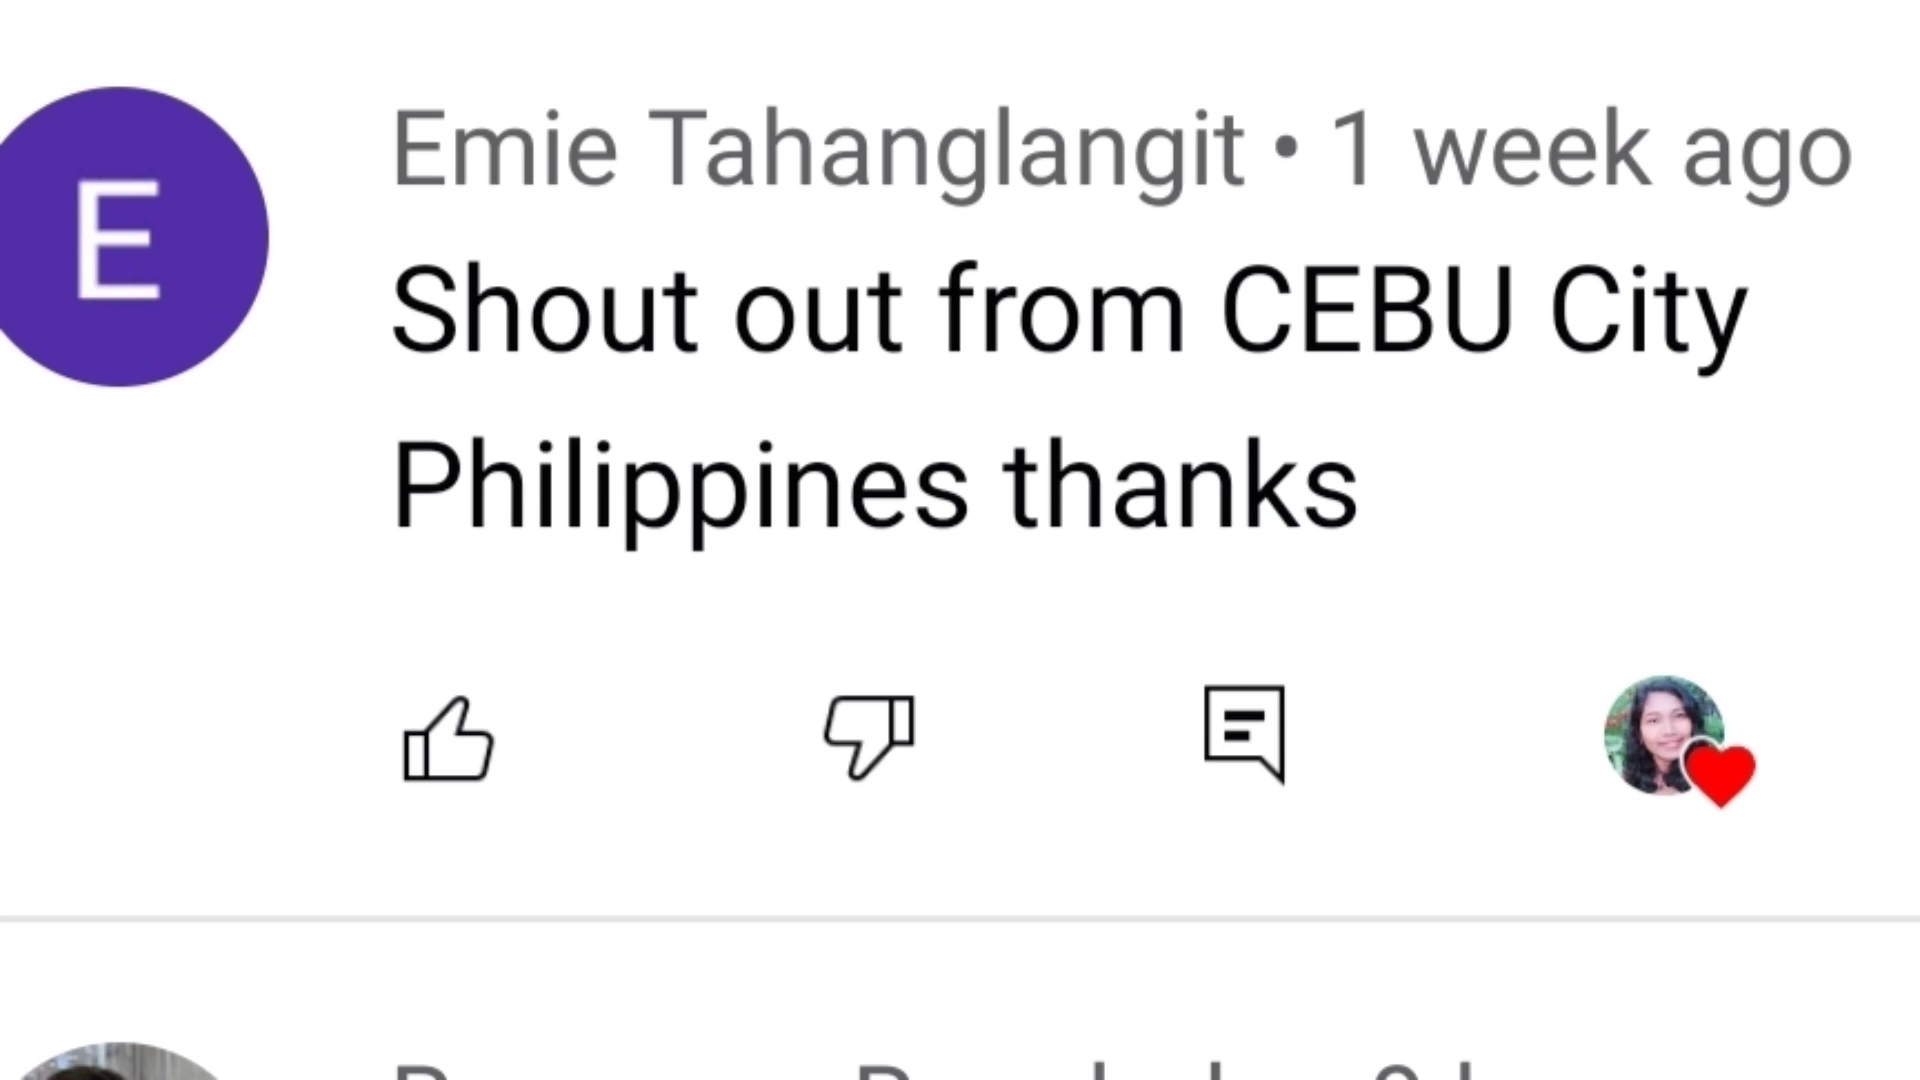 E
Emie Tahanglangit • 1 week ago
Shout out from CEBU City
Philippines thanks